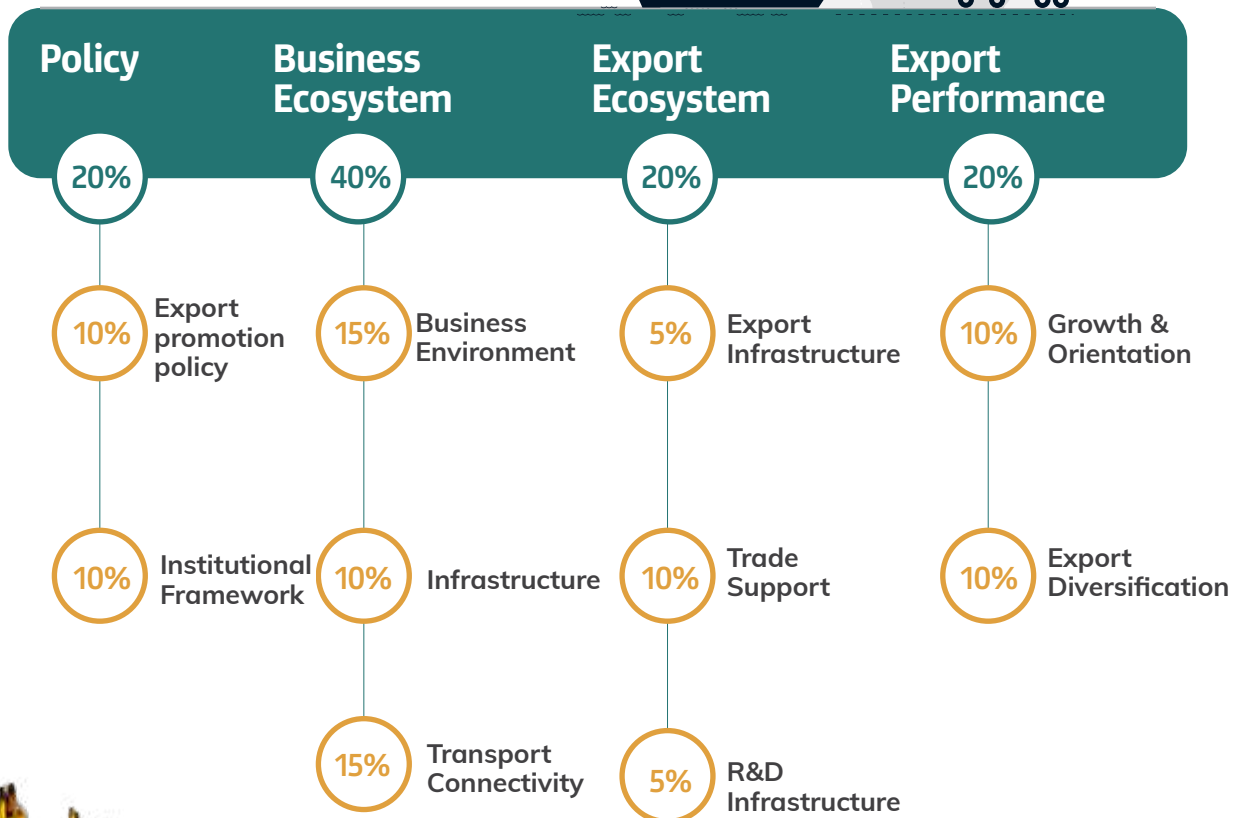 Policy
Business
Ecosystem
Export
Ecosystem
Export
Performance
20%
40%
20%
20%
10%
Export
promotion
policy
15%
Business
Environment
5%
Export
Infrastructure
10%
Growth &
Orientation
10%
Institutional
Framework
10%
Infrastructure
10%
Trade
Support
10%
Export
Diversification
15%
Transport
Connectivity
5%
R&D
Infrastructure